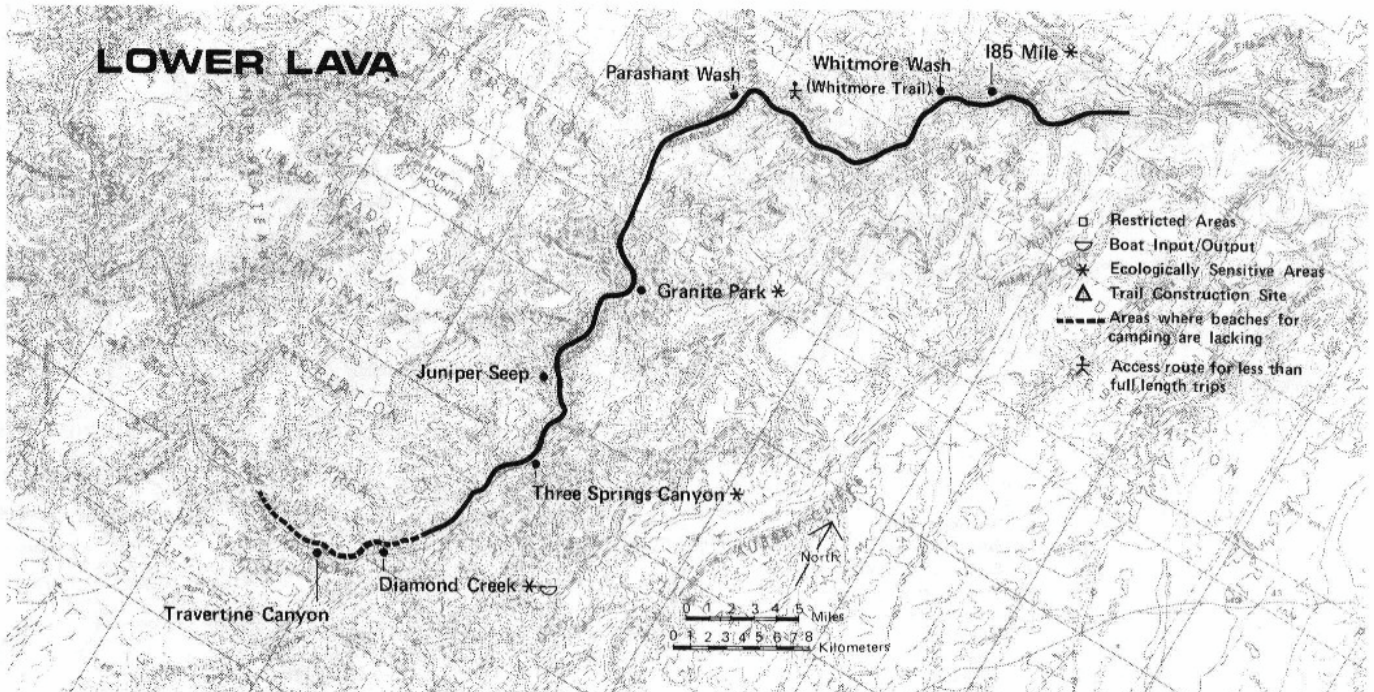 LOWER LAVA
185 Mile *
Whitmore Wash
(Whitmore Trail)
Parashant Wash
Restricted Areas
Boat Input/Output
Ecologically Sensitive Areas
Trail Construction Site
Areas where beaches for
camping are lacking
Access route for less than
full length trips
Granite Park *
Juniper Seep
Three Springs Canyon *
North
Diamond Creek *
Travertine Canyon
0 1 2 3 4 5
Miles
0 1 2 3 4 5 6 7 8
Kilometers